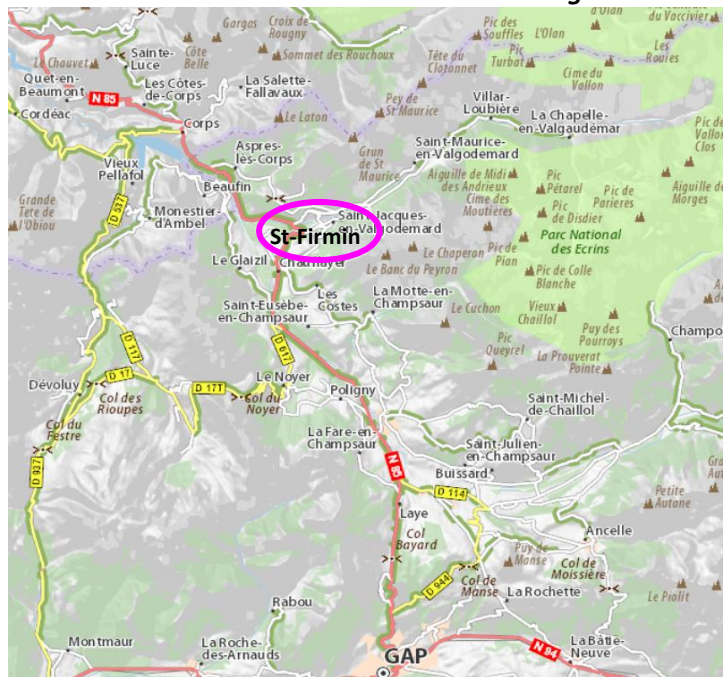 d'Olan
du Vaccivier
Gargas
Croix de
Rougny
Pic des
Souffles
L'Olan
Le Chauvet
Sainte-
Luce
Côte
Belle
Sommet des Rouchoux
Tête du
Clotonnet
Pic
Turbat
Les
Rouies
Quet-en-
Beaumont
Les Côtes-
de-Corps
La Salette-
Fallavaux
Cime du
Vallon
N 85
Cordéac
Corps
Le Laton
Pey de
St Maurice
Villar-
Loubière
La Chapelle-
en-Valgaudémar
Pic de
Vallon
Clos
Aspres-
lès-Corps
Grun
de St
Maurice
Saint-Maurice-
en-Valgodemard
Vieux
Pellafol
Beaufin
Aiguille de Midi
des Andrieux
Pic
Pétarel
Pic de
Parieres
Aiguille de
Morges
Grande
Tete de
l'Obiou
D 537
Monestier-
d'Ambel
Saint-Jacques-
en-Valgodemard
St-Firmin
Cime des
Moutières
Pic
de Disdier
Parc National
des Ecrins
Le Glaizil
Chauffayer
Le Chaperon
Le Banc du Peyron
Pic de
Pian
Pic de Colle
Blanche
Les
Costes
La Motte-en-
Champsaur
Saint-Eusèbe-
en-Champsaur
Le Cuchon
Vieux
Chaillol
Puy des
Pourroys
Champo
D 117
D 617
Pic
Queyrel
La Prouverat
Pointe
Dévoluy
D 17
D 17T
Le Noyer
Col des
Rioupes
Col du
Noyer
Poligny
Saint-Michel-
de-Chaillol
Col du
Festre
La Fare-en-
Champsaur
Saint-Julien-
en-Champsaur
D 937
N 85
Buissard
D 114
Petite
Autane
Laye
Col
Bayard
Ancelle
Puy de
Manse
Col de
Moissière
D 944
Col de
Manse
La Rochette
Le Piolit
Rabou
Montmaur
La Roche-
des-Arnauds
GAP
N 94
La Bâtie-
Neuve